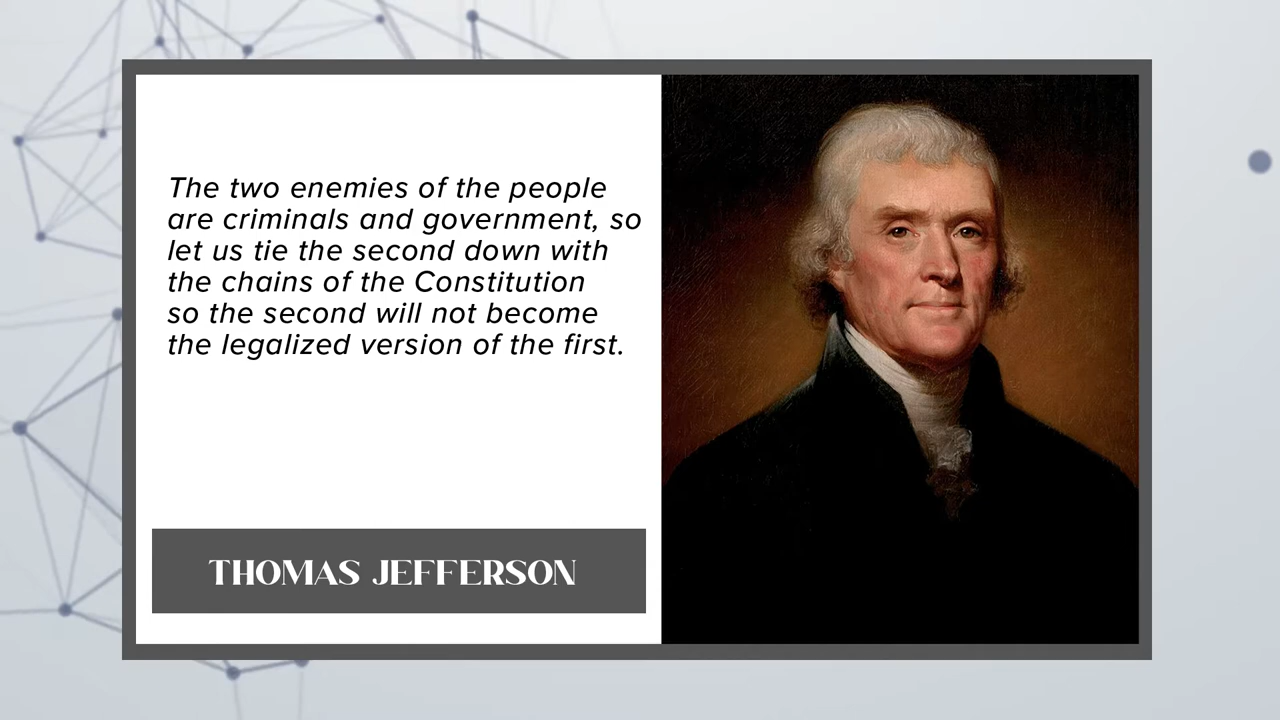 The two enemies of the people
are criminals and government, so
let us tie the second down with
the chains of the Constitution
so the second will not become
the legalized version of the first.
THOMAS JEFFERSON